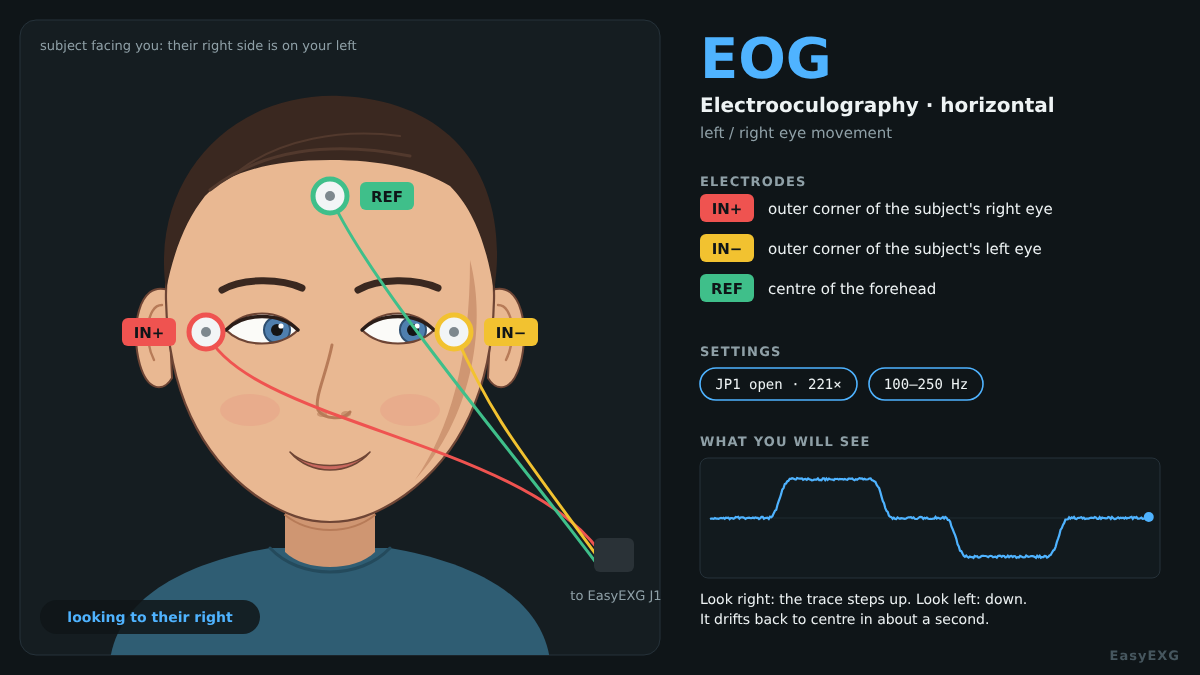 subject facing you: their right side is on your left
REF
IN+
IN−
to EasyEXG J1
looking to their right
EOG
Electrooculography · horizontal
left / right eye movement
ELECTRODES
IN+ outer corner of the subject's right eye
IN− outer corner of the subject's left eye
REF centre of the forehead
SETTINGS
JP1 open · 221× 100–250 Hz
WHAT YOU WILL SEE
Look right: the trace steps up. Look left: down.
It drifts back to centre in about a second.
EasyEXG